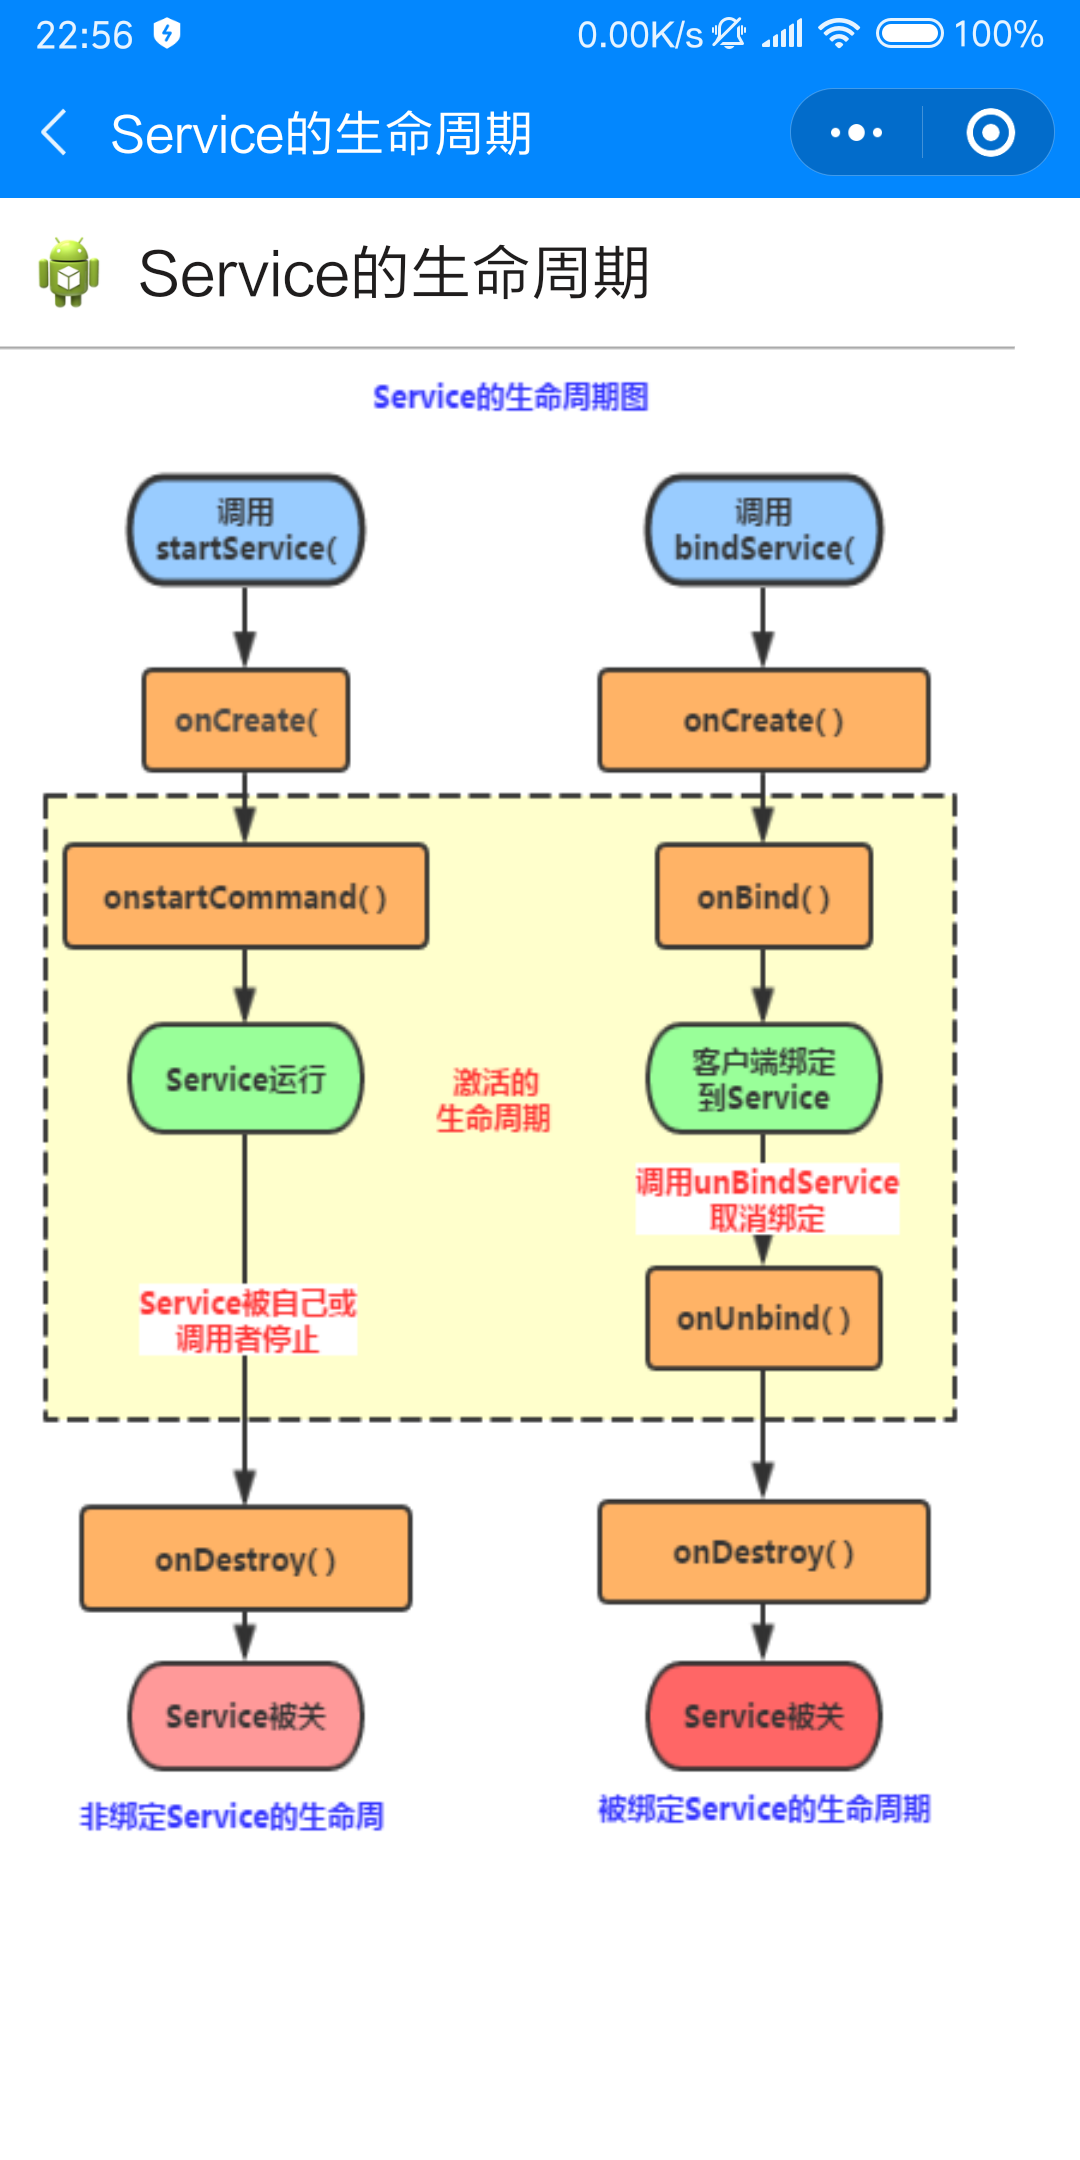 22:56
0.00K/s
100%
Service的生命周期
Service的生命周期
Service的生命周期图
调用
startService(
调用
bindService(
onCreate(
onCreate( )
onstartCommand( )
onBind( )
Service运行
激活的
生命周期
客户端绑定
到Service
调用unBindService
取消绑定
Service被自己或
调用者停止
onUnbind( )
onDestroy( )
onDestroy( )
Service被关
Service被关
非绑定Service的生命周
被绑定Service的生命周期